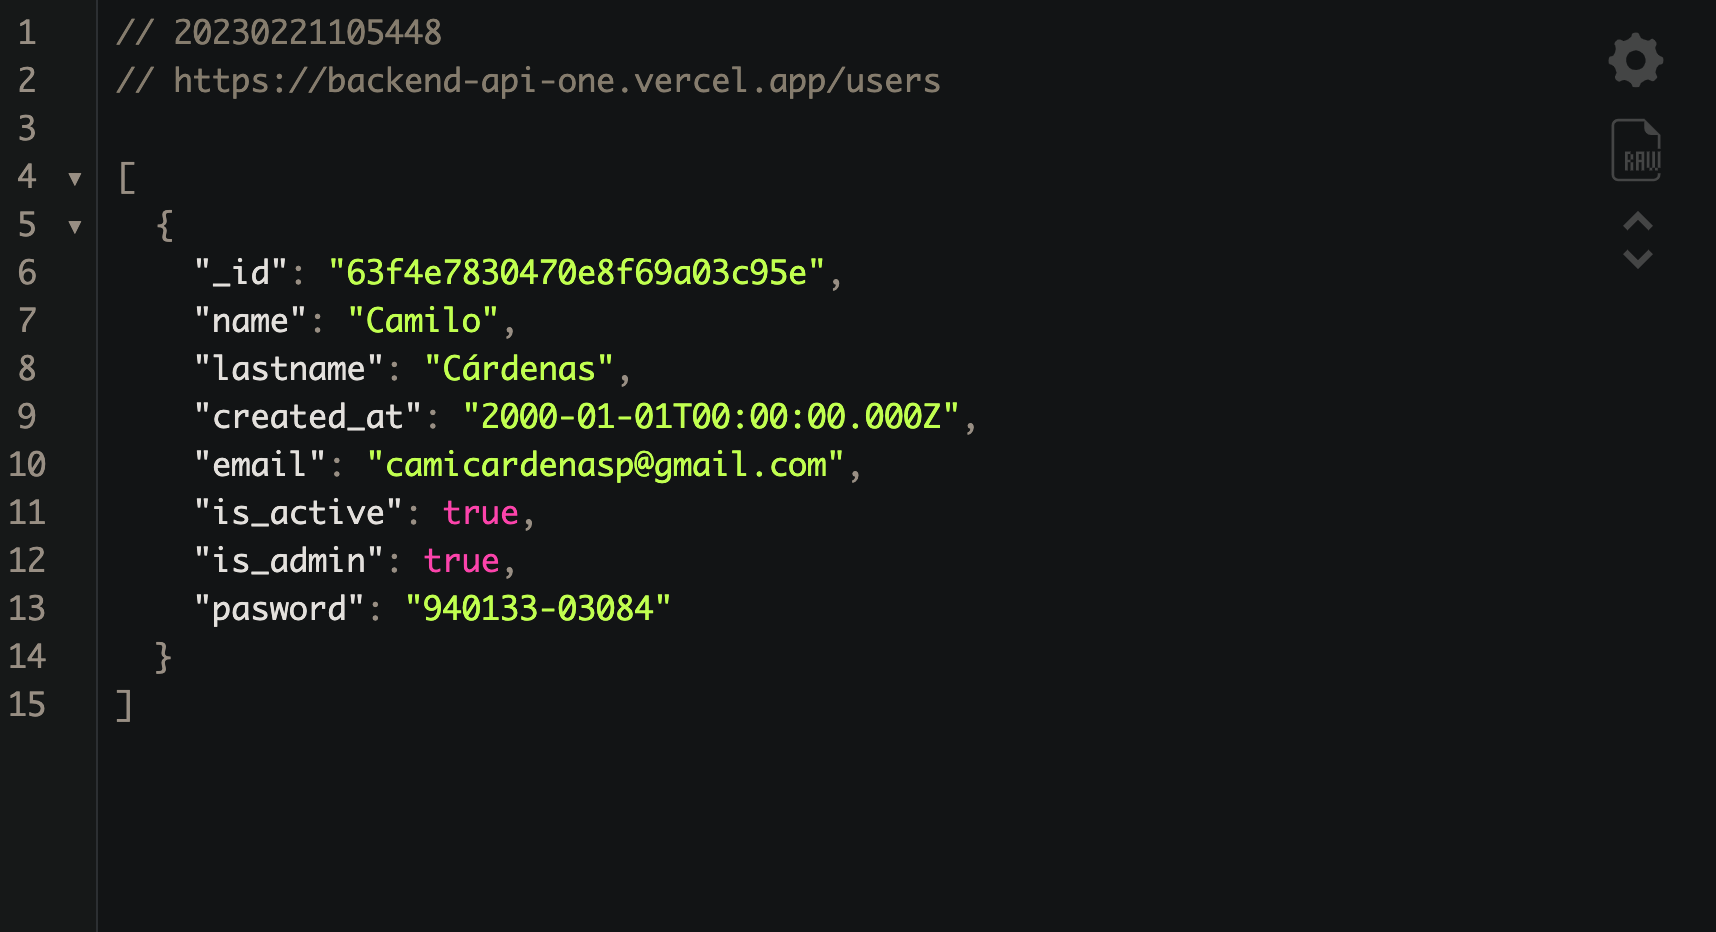 1 // 20230221105448
2 // https://backend-api-one.vercel.app/users
3
4 ▼ [
5 ▼ {
6 "_id": "63f4e7830470e8f69a03c95e",
7 "name": "Camilo",
8 "lastname": "Cárdenas",
9 "created_at": "2000-01-01T00:00:00.000Z",
10 "email": "camicardenasp@gmail.com",
11 "is_active": true,
12 "is_admin": true,
13 "pasword": "940133-03084"
14 }
15 ]
RAW